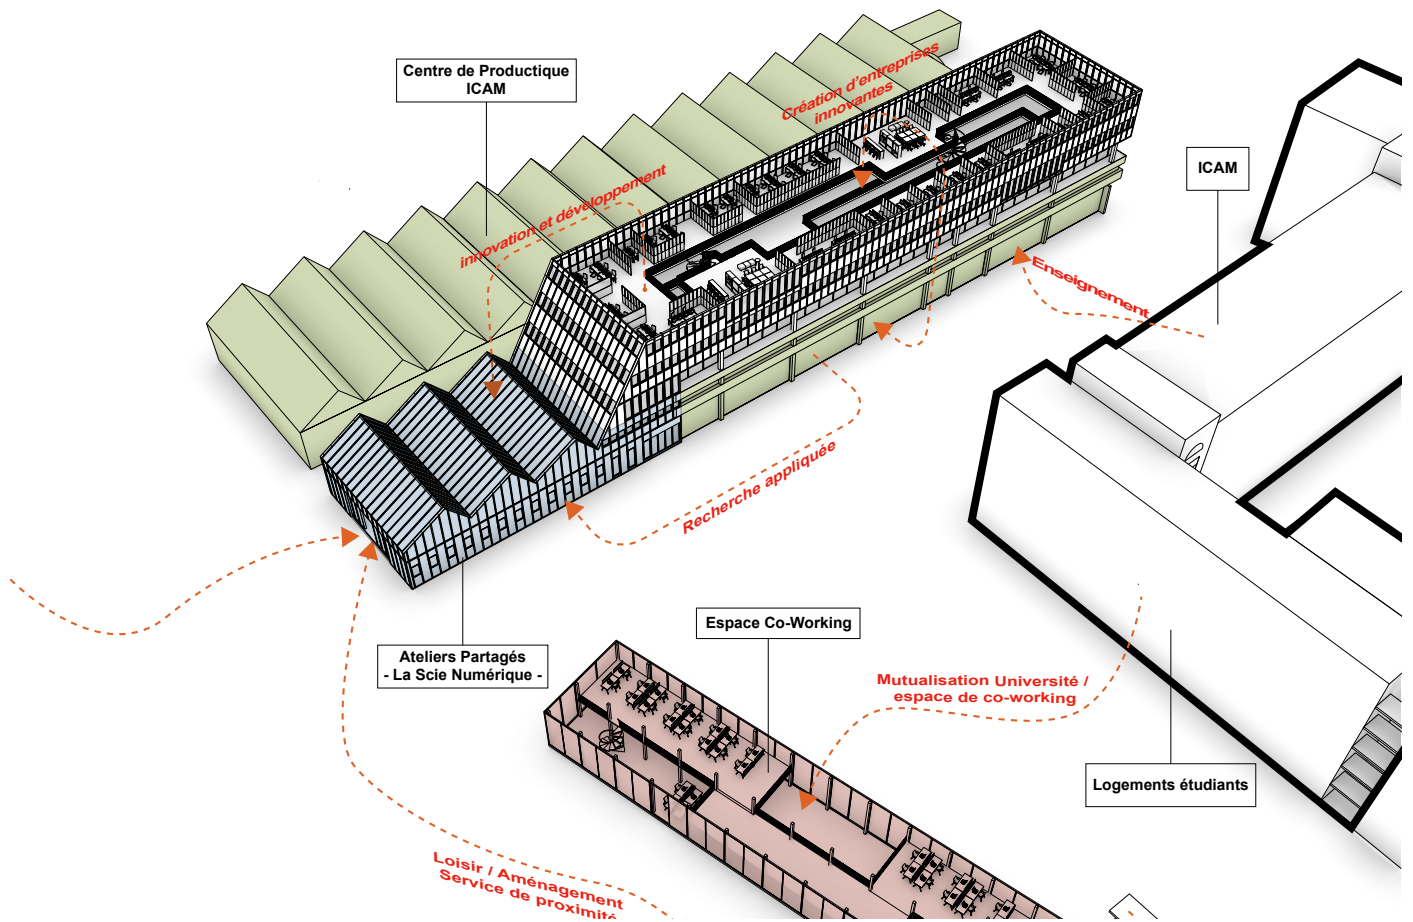 Centre de Productique
ICAM
Création d'entreprises
innovantes
ICAM
innovation et développement
Enseignement
Recherche appliquée
Espace Co-Working
Ateliers Partagés
- La Scie Numérique -
Mutualisation Université /
espace de co-working
Logements étudiants
Loisir / Aménagement
Service de proximité